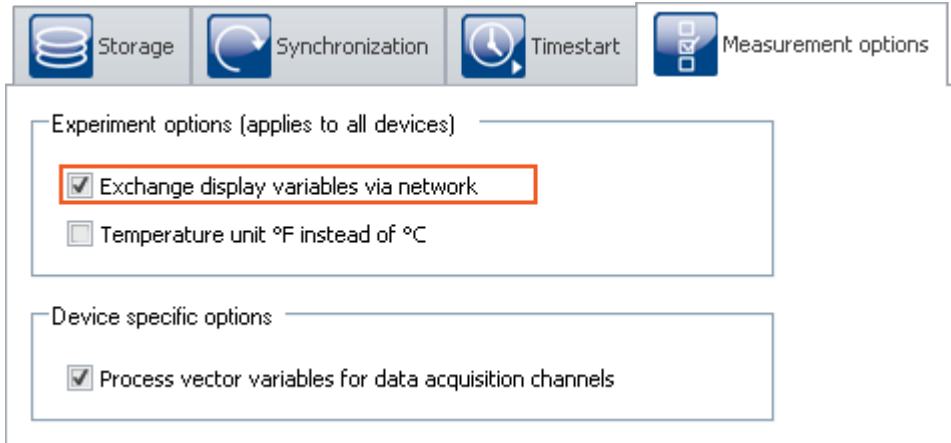 Storage
Synchronization
Timestart
Measurement options
Experiment options (applies to all devices)
Exchange display variables via network
Temperature unit °F instead of °C
Device specific options
Process vector variables for data acquisition channels